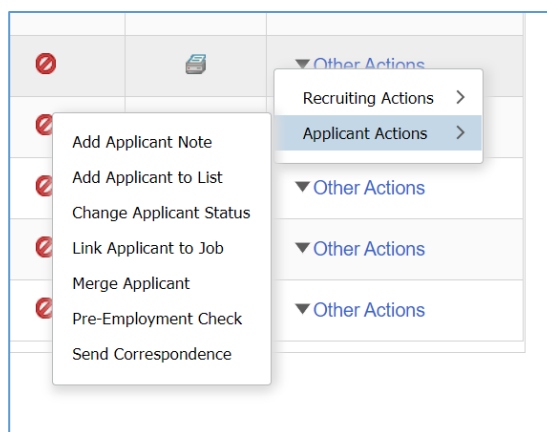 Other Actions
Recruiting Actions
Applicant Actions
Add Applicant Note
Add Applicant to List
Change Applicant Status
Link Applicant to Job
Merge Applicant
Pre-Employment Check
Send Correspondence
Other Actions
Other Actions
Other Actions